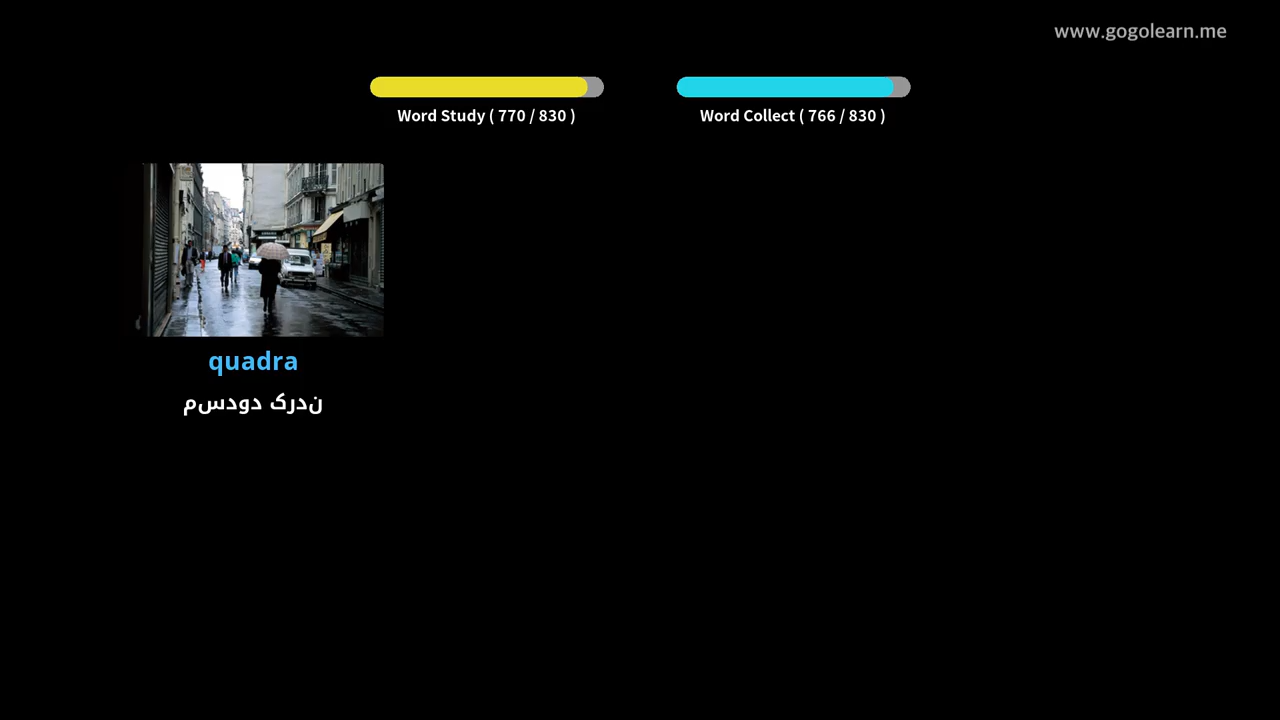 www.gogolearn.me
Word Study ( 770 / 830 )
Word Collect ( 766 / 830 )
quadra
مسدود کردن